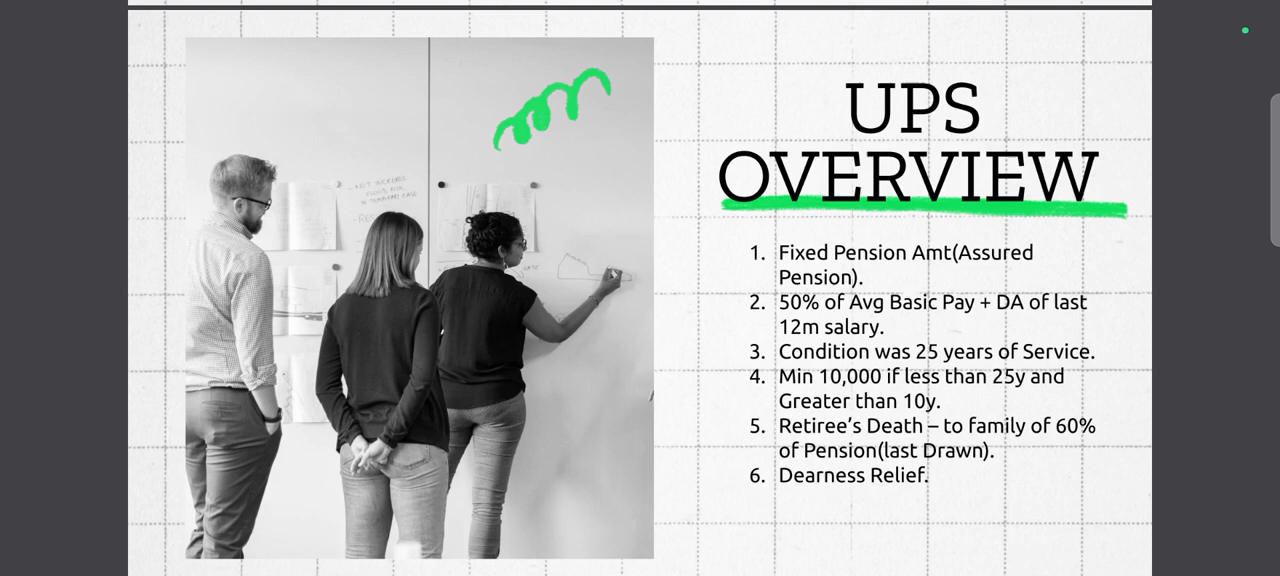 UPS
OVERVIEW
1. Fixed Pension Amt(Assured
Pension).
2. 50% of Avg Basic Pay + DA of last
12m salary.
3. Condition was 25 years of Service.
4. Min 10,000 if less than 25y and
Greater than 10y.
5. Retiree’s Death – to family of 60%
of Pension(last Drawn).
6. Dearness Relief.